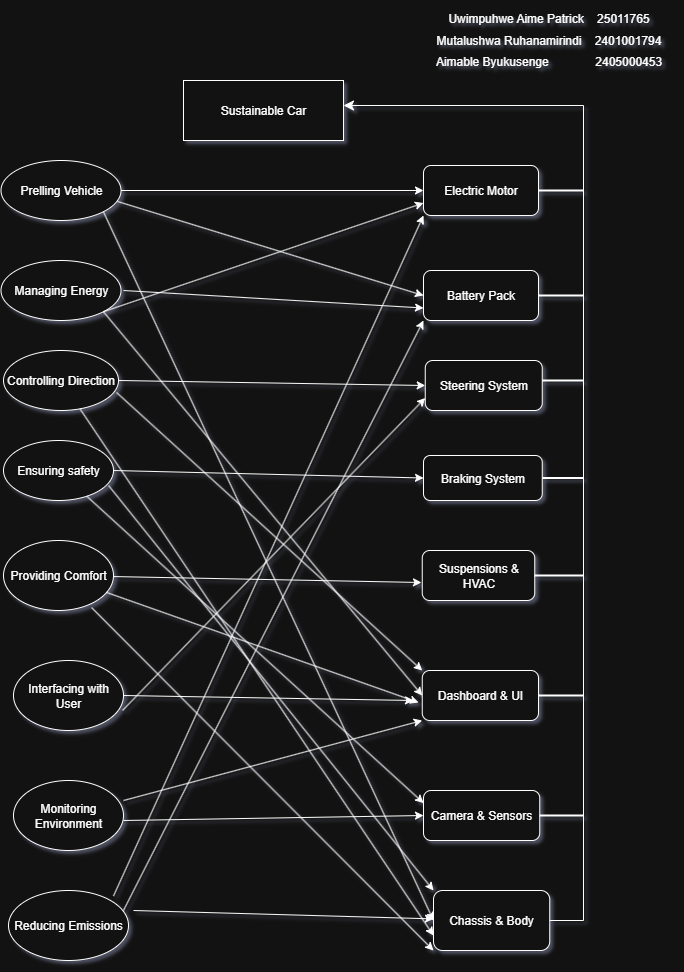 Uwimpuhwe Aime Patrick 25011765
Mutalushwa Ruhanamirindi 2401001794
Aimable Byukusenge 2405000453
Sustainable Car
Prelling Vehicle
Electric Motor
Managing Energy
Battery Pack
Controlling Direction
Steering System
Ensuring safety
Braking System
Providing Comfort
Suspensions &
HVAC
Interfacing with
User
Dashboard & UI
Monitoring
Environment
Camera & Sensors
Reducing Emissions
Chassis & Body